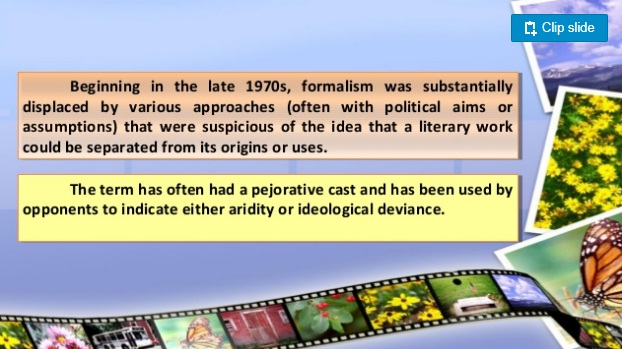 Clip slide
Beginning in the late 1970s, formalism was substantially
displaced by various approaches (often with political aims or
assumptions) that were suspicious of the idea that a literary work
could be separated from its origins or uses.
The term has often had a pejorative cast and has been used by
opponents to indicate either aridity or ideological deviance.